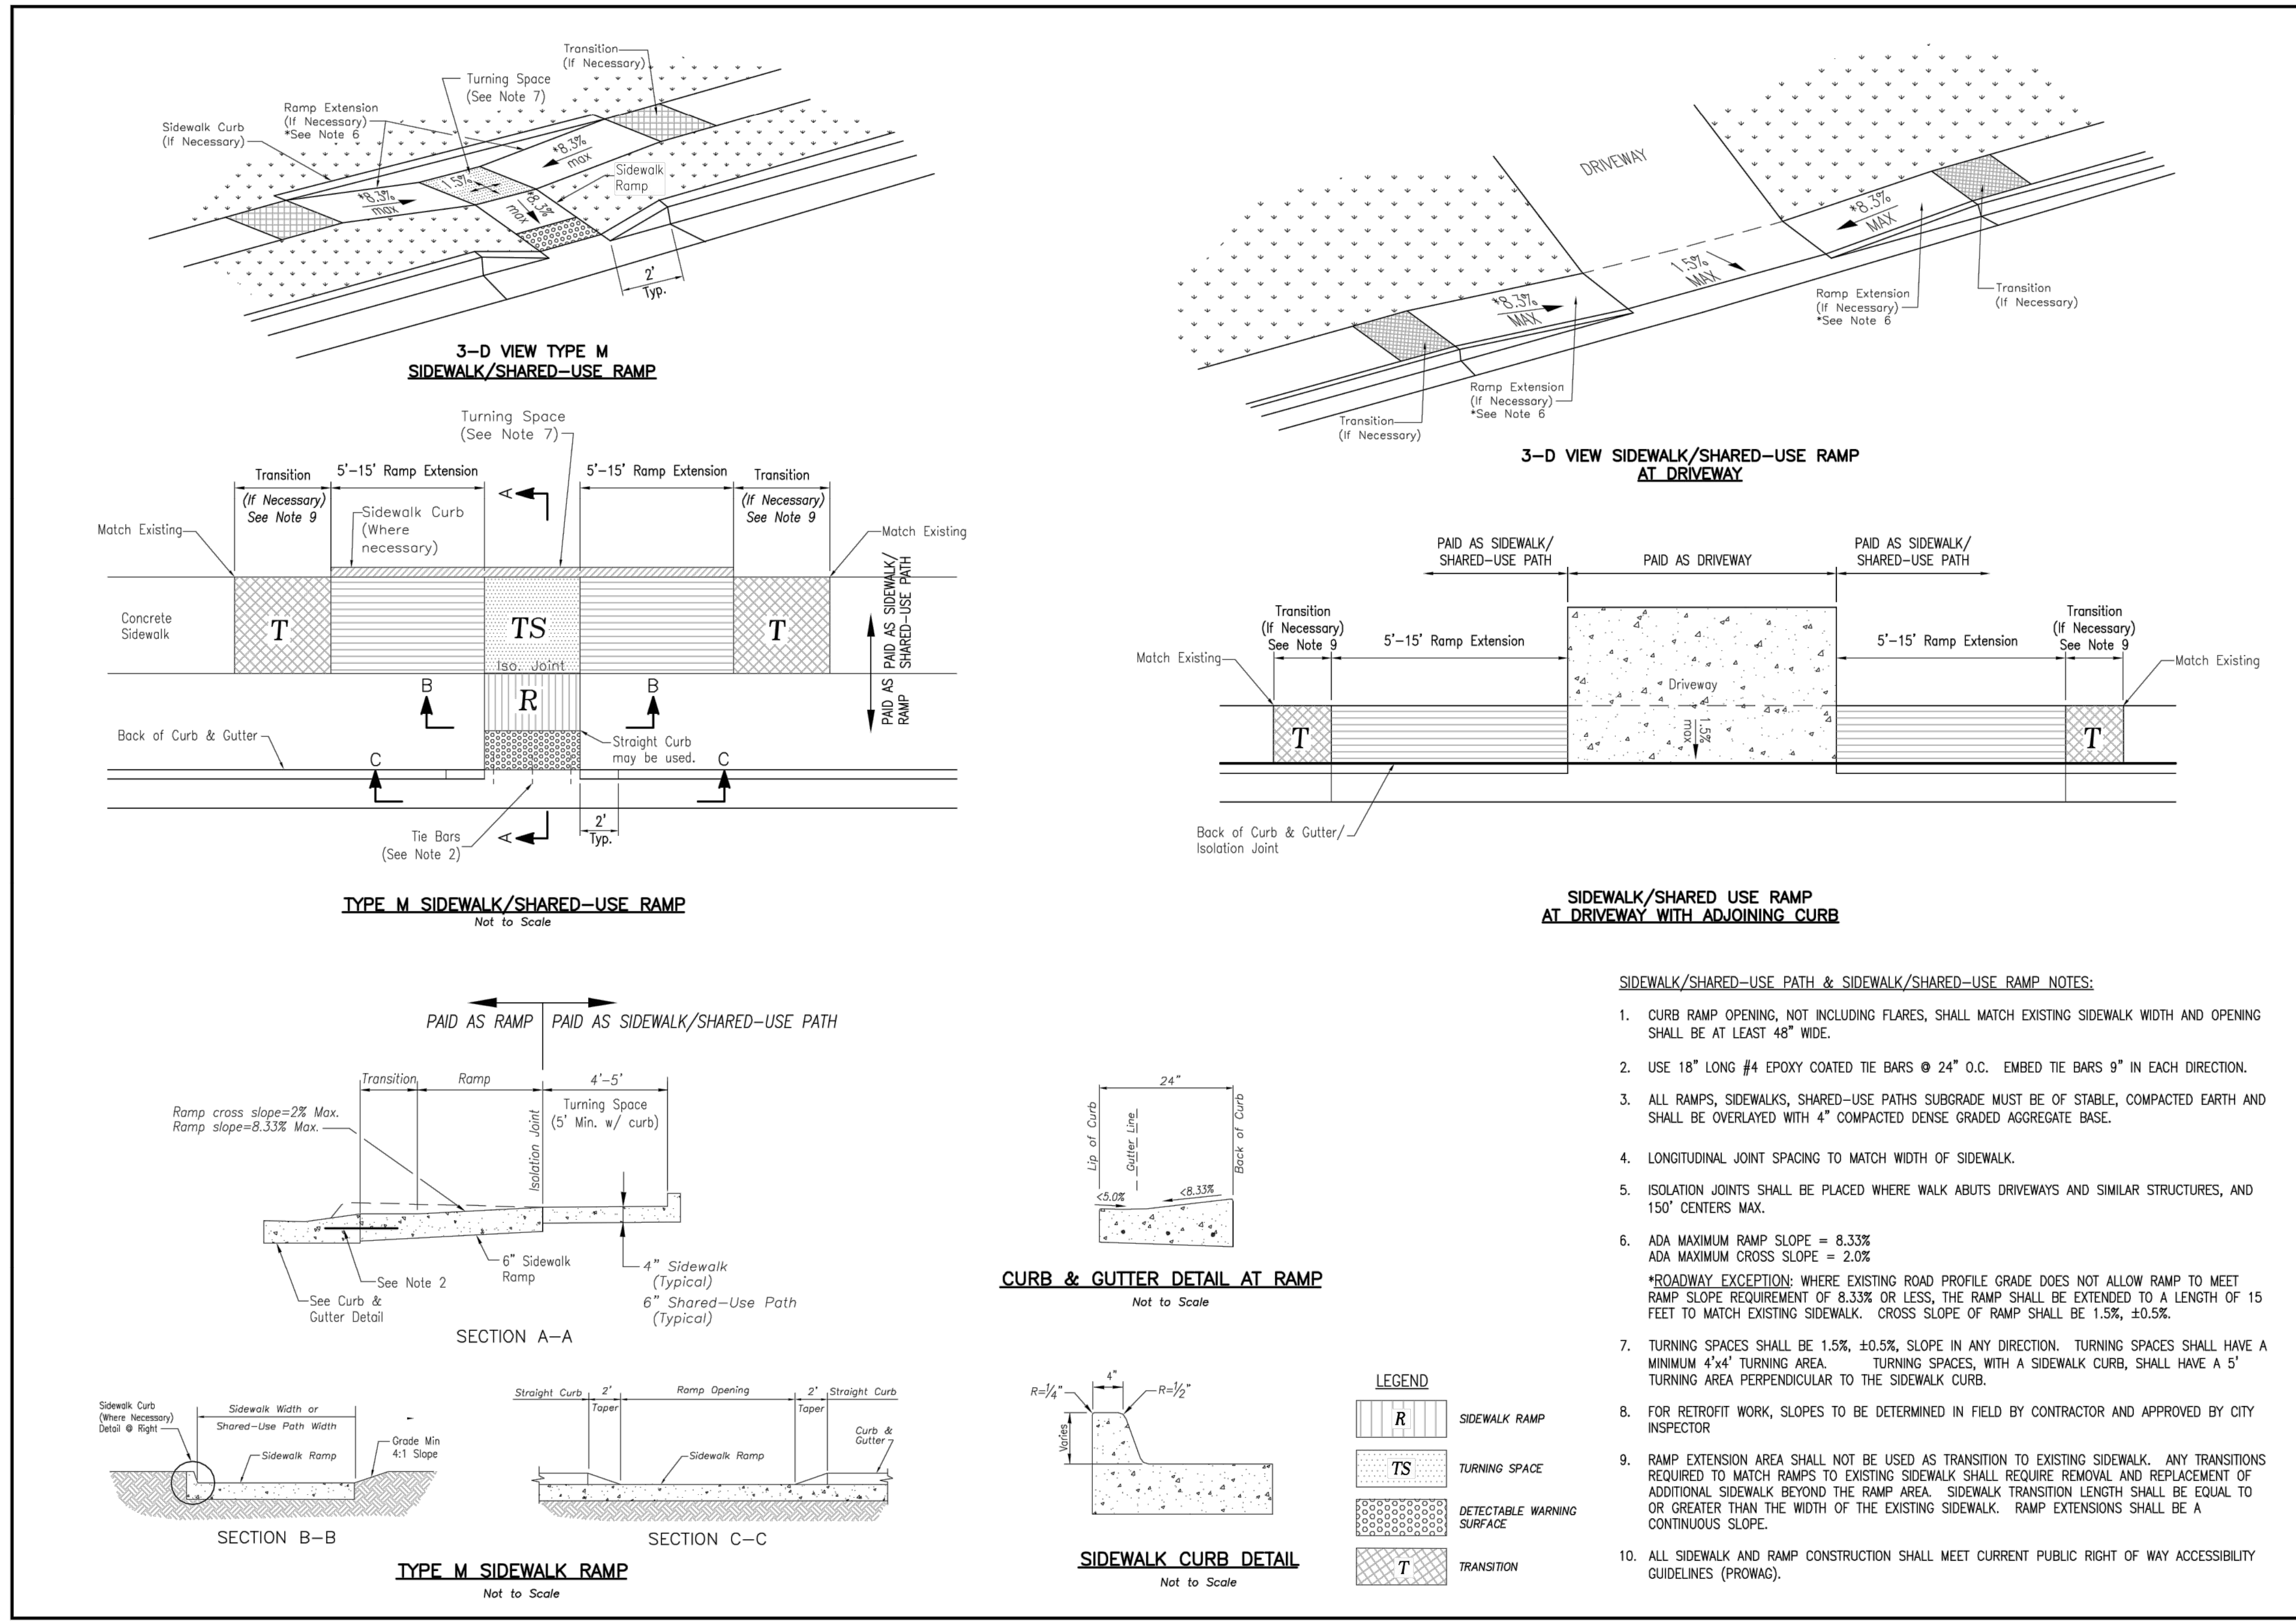 Transition
(If Necessary)
Turning Space
(See Note 7)
Ramp Extension
(If Necessary)
*See Note 6
Sidewalk Curb
(If Necessary)
*8.3%
max
Sidewalk
Ramp
1.5%
*8.3%
max
*8.3%
max
2'
Typ.
3-D VIEW TYPE M
SIDEWALK/SHARED-USE RAMP
DRIVEWAY
*8.3%
MAX
1.5%
MAX
*8.3%
MAX
Ramp Extension
(If Necessary)
*See Note 6
Transition
(If Necessary)
Ramp Extension
(If Necessary)
*See Note 6
Transition
(If Necessary)
3-D VIEW SIDEWALK/SHARED-USE RAMP
AT DRIVEWAY
Turning Space
(See Note 7)
Transition
(If Necessary)
See Note 9
5'-15' Ramp Extension
A
5'-15' Ramp Extension
Transition
(If Necessary)
See Note 9
Sidewalk Curb
(Where
necessary)
Match Existing
Match Existing
PAID AS SIDEWALK/
SHARED-USE PATH
Concrete
Sidewalk
T
TS
T
Iso. Joint
B
R
B
PAID AS
RAMP
Back of Curb & Gutter
Straight Curb
may be used.
C
C
Tie Bars
(See Note 2)
A
2'
Typ.
TYPE M SIDEWALK/SHARED-USE RAMP
Not to Scale
PAID AS SIDEWALK/
SHARED-USE PATH
PAID AS DRIVEWAY
PAID AS SIDEWALK/
SHARED-USE PATH
Transition
(If Necessary)
See Note 9
5'-15' Ramp Extension
5'-15' Ramp Extension
Transition
(If Necessary)
See Note 9
Match Existing
Match Existing
Driveway
1.5%
max
T
T
Back of Curb & Gutter/
Isolation Joint
SIDEWALK/SHARED USE RAMP
AT DRIVEWAY WITH ADJOINING CURB
PAID AS RAMP
PAID AS SIDEWALK/SHARED-USE PATH
Transition
Ramp
4'-5'
Turning Space
(5' Min. w/ curb)
Ramp cross slope=2% Max.
Ramp slope=8.33% Max.
Isolation Joint
6" Sidewalk
Ramp
See Note 2
See Curb &
Gutter Detail
4" Sidewalk
(Typical)
6" Shared-Use Path
(Typical)
SECTION A-A
24"
Lip of Curb
Gutter Line
Back of Curb
<5.0%
<8.33%
CURB & GUTTER DETAIL AT RAMP
Not to Scale
Sidewalk Curb
(Where Necessary)
Detail @ Right
Sidewalk Width or
Shared-Use Path Width
Sidewalk Ramp
Grade Min
4:1 Slope
SECTION B-B
Straight Curb
2'
Taper
Ramp Opening
2'
Taper
Straight Curb
Curb &
Gutter
Sidewalk Ramp
SECTION C-C
TYPE M SIDEWALK RAMP
Not to Scale
4"
R=1/4"
R=1/2"
Varies
SIDEWALK CURB DETAIL
Not to Scale
LEGEND
R
SIDEWALK RAMP
TS
TURNING SPACE
DETECTABLE WARNING
SURFACE
T
TRANSITION
SIDEWALK/SHARED-USE PATH & SIDEWALK/SHARED-USE RAMP NOTES:
1. CURB RAMP OPENING, NOT INCLUDING FLARES, SHALL MATCH EXISTING SIDEWALK WIDTH AND OPENING
SHALL BE AT LEAST 48" WIDE.
2. USE 18" LONG #4 EPOXY COATED TIE BARS @ 24" O.C. EMBED TIE BARS 9" IN EACH DIRECTION.
3. ALL RAMPS, SIDEWALKS, SHARED-USE PATHS SUBGRADE MUST BE OF STABLE, COMPACTED EARTH AND
SHALL BE OVERLAYED WITH 4" COMPACTED DENSE GRADED AGGREGATE BASE.
4. LONGITUDINAL JOINT SPACING TO MATCH WIDTH OF SIDEWALK.
5. ISOLATION JOINTS SHALL BE PLACED WHERE WALK ABUTS DRIVEWAYS AND SIMILAR STRUCTURES, AND
150' CENTERS MAX.
6. ADA MAXIMUM RAMP SLOPE = 8.33%
ADA MAXIMUM CROSS SLOPE = 2.0%
*ROADWAY EXCEPTION: WHERE EXISTING ROAD PROFILE GRADE DOES NOT ALLOW RAMP TO MEET
RAMP SLOPE REQUIREMENT OF 8.33% OR LESS, THE RAMP SHALL BE EXTENDED TO A LENGTH OF 15
FEET TO MATCH EXISTING SIDEWALK. CROSS SLOPE OF RAMP SHALL BE 1.5%, ±0.5%.
7. TURNING SPACES SHALL BE 1.5%, ±0.5%, SLOPE IN ANY DIRECTION. TURNING SPACES SHALL HAVE A
MINIMUM 4'x4' TURNING AREA. TURNING SPACES, WITH A SIDEWALK CURB, SHALL HAVE A 5'
TURNING AREA PERPENDICULAR TO THE SIDEWALK CURB.
8. FOR RETROFIT WORK, SLOPES TO BE DETERMINED IN FIELD BY CONTRACTOR AND APPROVED BY CITY
INSPECTOR
9. RAMP EXTENSION AREA SHALL NOT BE USED AS TRANSITION TO EXISTING SIDEWALK. ANY TRANSITIONS
REQUIRED TO MATCH RAMPS TO EXISTING SIDEWALK SHALL REQUIRE REMOVAL AND REPLACEMENT OF
ADDITIONAL SIDEWALK BEYOND THE RAMP AREA. SIDEWALK TRANSITION LENGTH SHALL BE EQUAL TO
OR GREATER THAN THE WIDTH OF THE EXISTING SIDEWALK. RAMP EXTENSIONS SHALL BE A
CONTINUOUS SLOPE.
10. ALL SIDEWALK AND RAMP CONSTRUCTION SHALL MEET CURRENT PUBLIC RIGHT OF WAY ACCESSIBILITY
GUIDELINES (PROWAG).